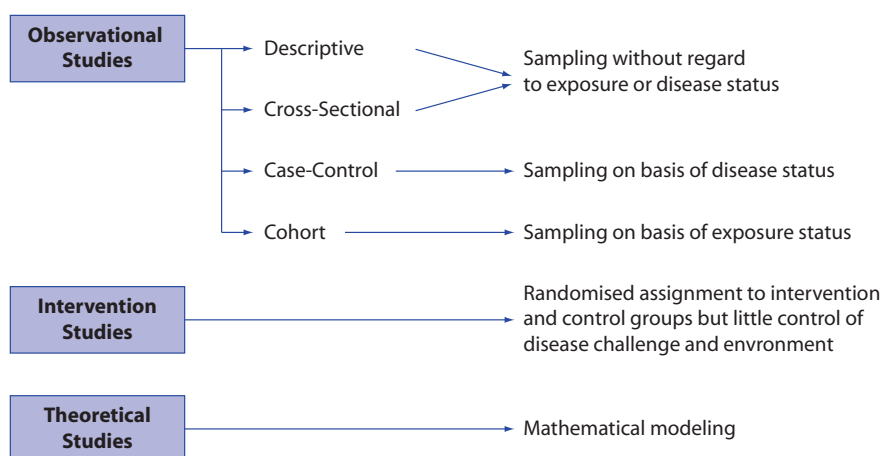 Observational
Studies
Descriptive
Cross-Sectional
Case-Control
Cohort
Sampling without regard
to exposure or disease status
Sampling on basis of disease status
Sampling on basis of exposure status
Intervention
Studies
Randomised assignment to intervention
and control groups but little control of
disease challenge and envronment
Theoretical
Studies
Mathematical modeling